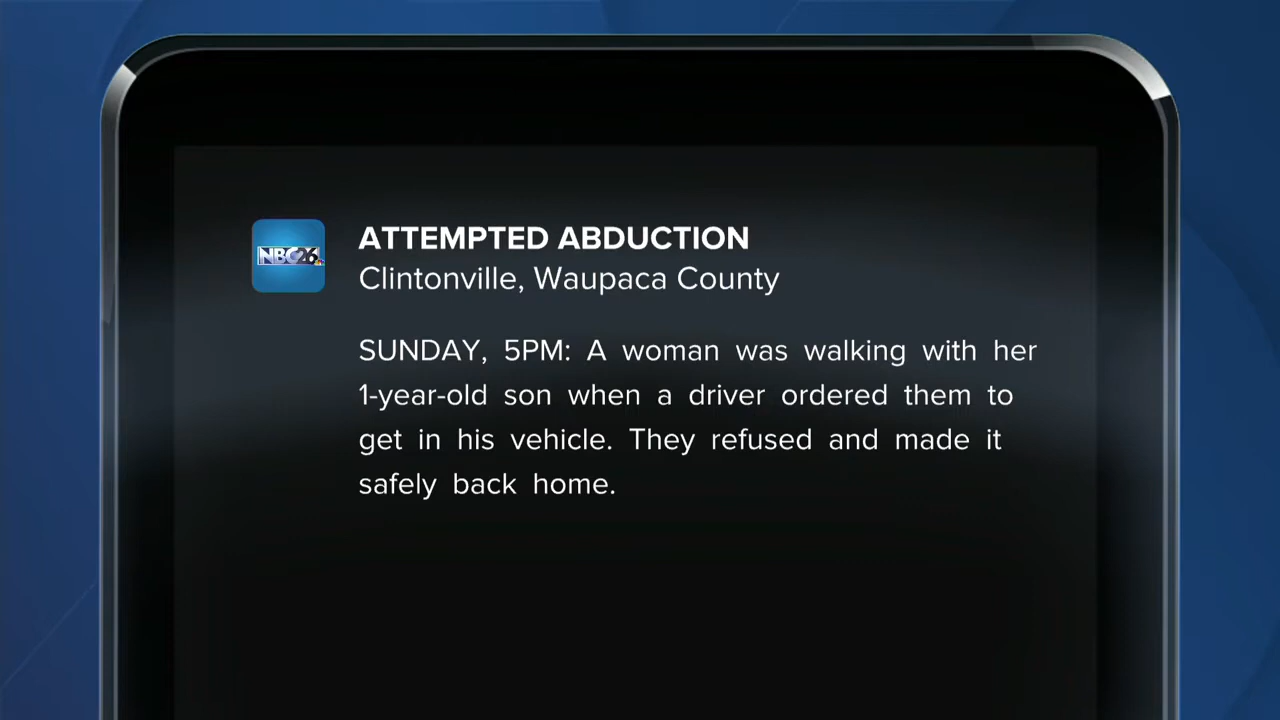 NBC26
ATTEMPTED ABDUCTION
Clintonville, Waupaca County
SUNDAY, 5PM: A woman was walking with her
1-year-old son when a driver ordered them to
get in his vehicle. They refused and made it
safely back home.